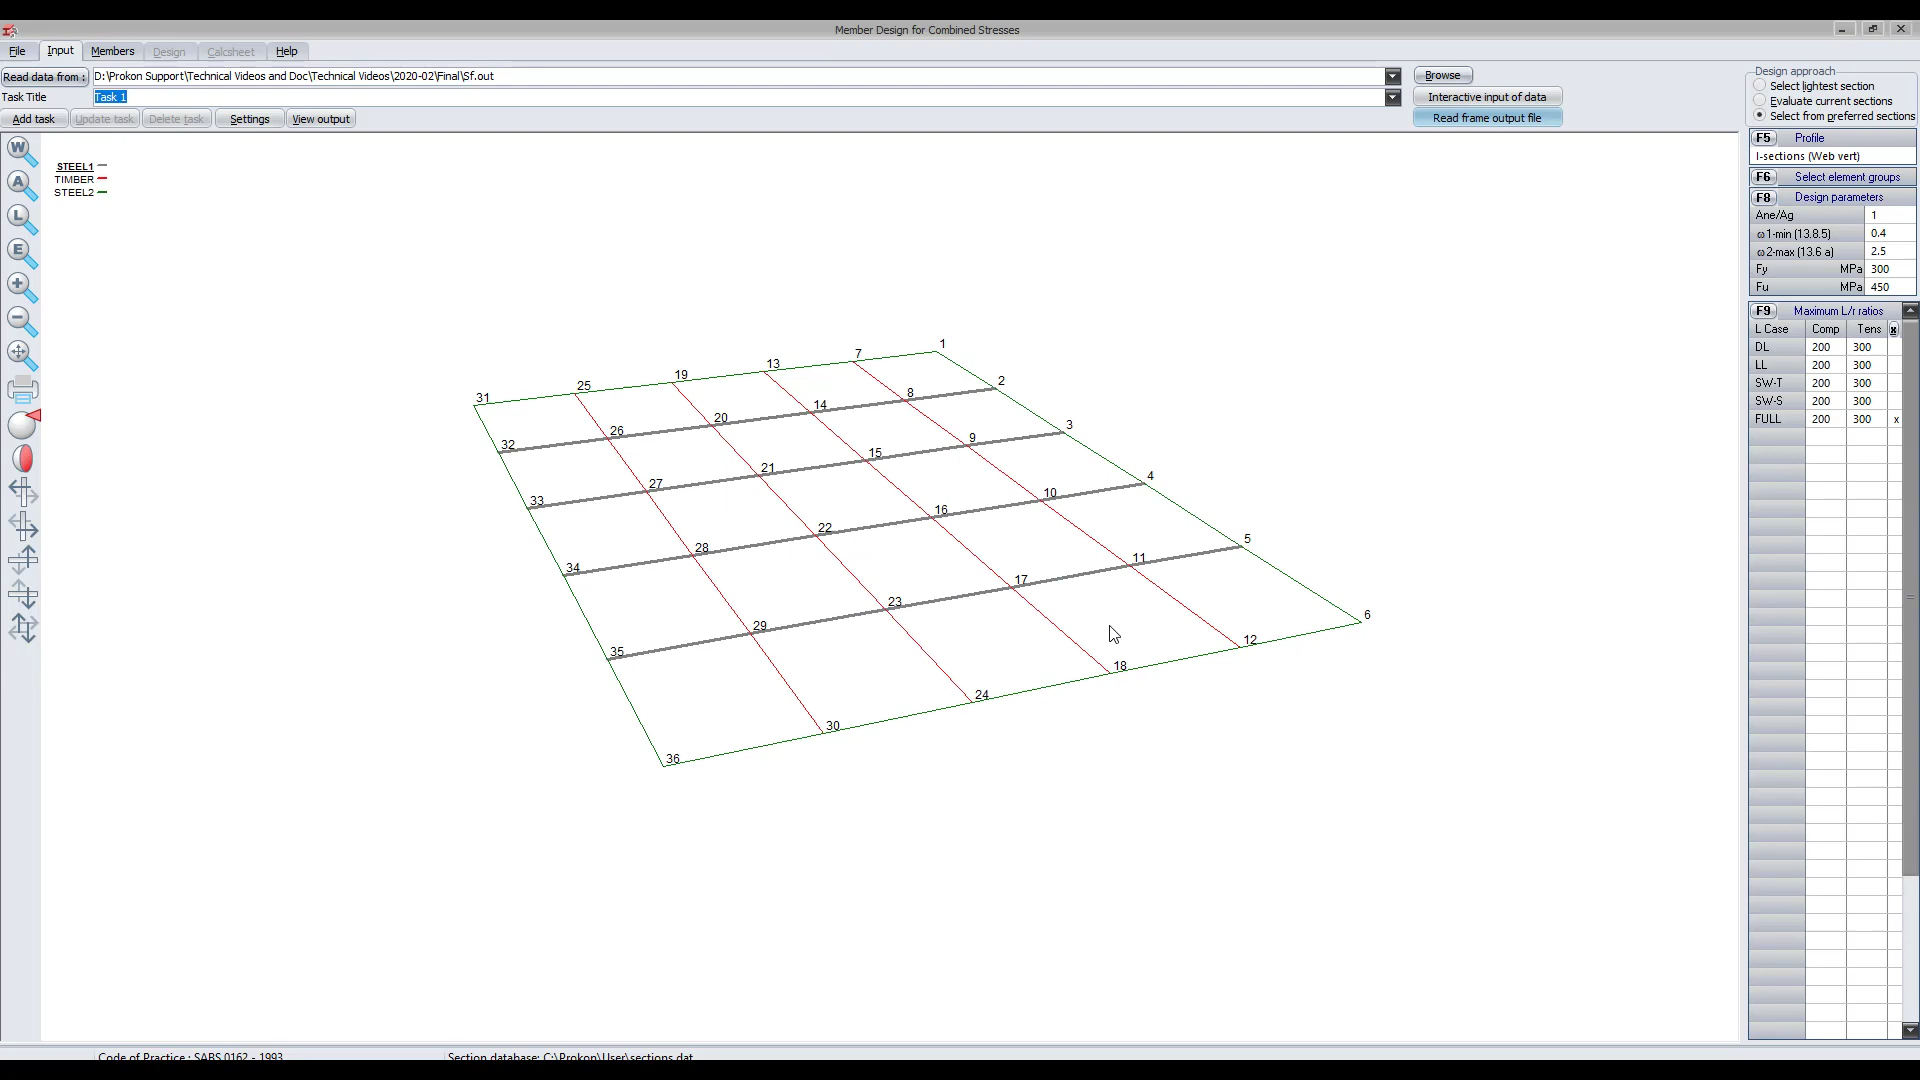 Member Design for Combined Stresses
File Input Members Design Calcsheet Help
Read data from : D:\Prokon Support\Technical Videos and Doc\Technical Videos\2020-02\Final\Sf.out Browse
Task Title Task 1 Interactive input of data
Add task Update task Delete task Settings View output Read frame output file
Design approach
Select lightest section
Evaluate current sections
Select from preferred sections
F5 Profile
I-sections (Web vert)
F6 Select element groups
F8 Design parameters
Ane/Ag 1
ω1-min (13.8.5) 0.4
ω2-max (13.6 a) 2.5
Fy MPa 300
Fu MPa 450
F9 Maximum L/r ratios
L Case Comp Tens x
DL 200 300
LL 200 300
SW-T 200 300
SW-S 200 300
FULL 200 300 x
W
A
L
E
STEEL1
TIMBER
STEEL2
1
7
13
19
25
31
2
8
14
20
26
32
3
9
15
21
27
33
4
10
16
22
28
34
5
11
17
23
29
35
6
12
18
24
30
36
Code of Practice : SABS 0162 - 1993 Section database: C:\Prokon\User\sections.dat